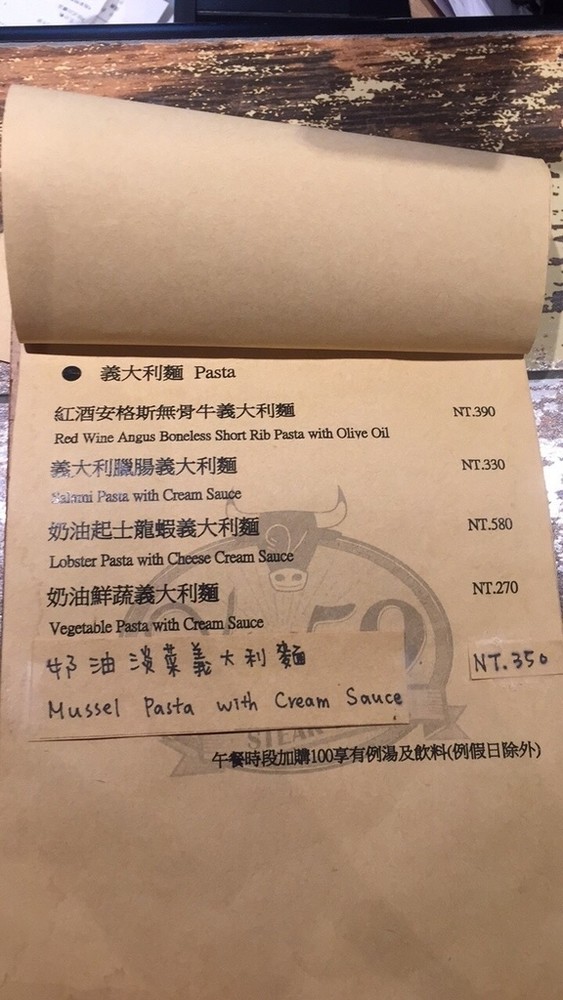 ● 義大利麵 Pasta
紅酒安格斯無骨牛義大利麵 NT.390
Red Wine Angus Boneless Short Rib Pasta with Olive Oil
義大利臘腸義大利麵 NT.330
Salami Pasta with Cream Sauce
奶油起士龍蝦義大利麵 NT.580
Lobster Pasta with Cheese Cream Sauce
奶油鮮蔬義大利麵 NT.270
Vegetable Pasta with Cream Sauce
奶油淡菜義大利麵 NT.350
Mussel Pasta with Cream Sauce
STEAK
午餐時段加購100享有例湯及飲料(例假日除外)